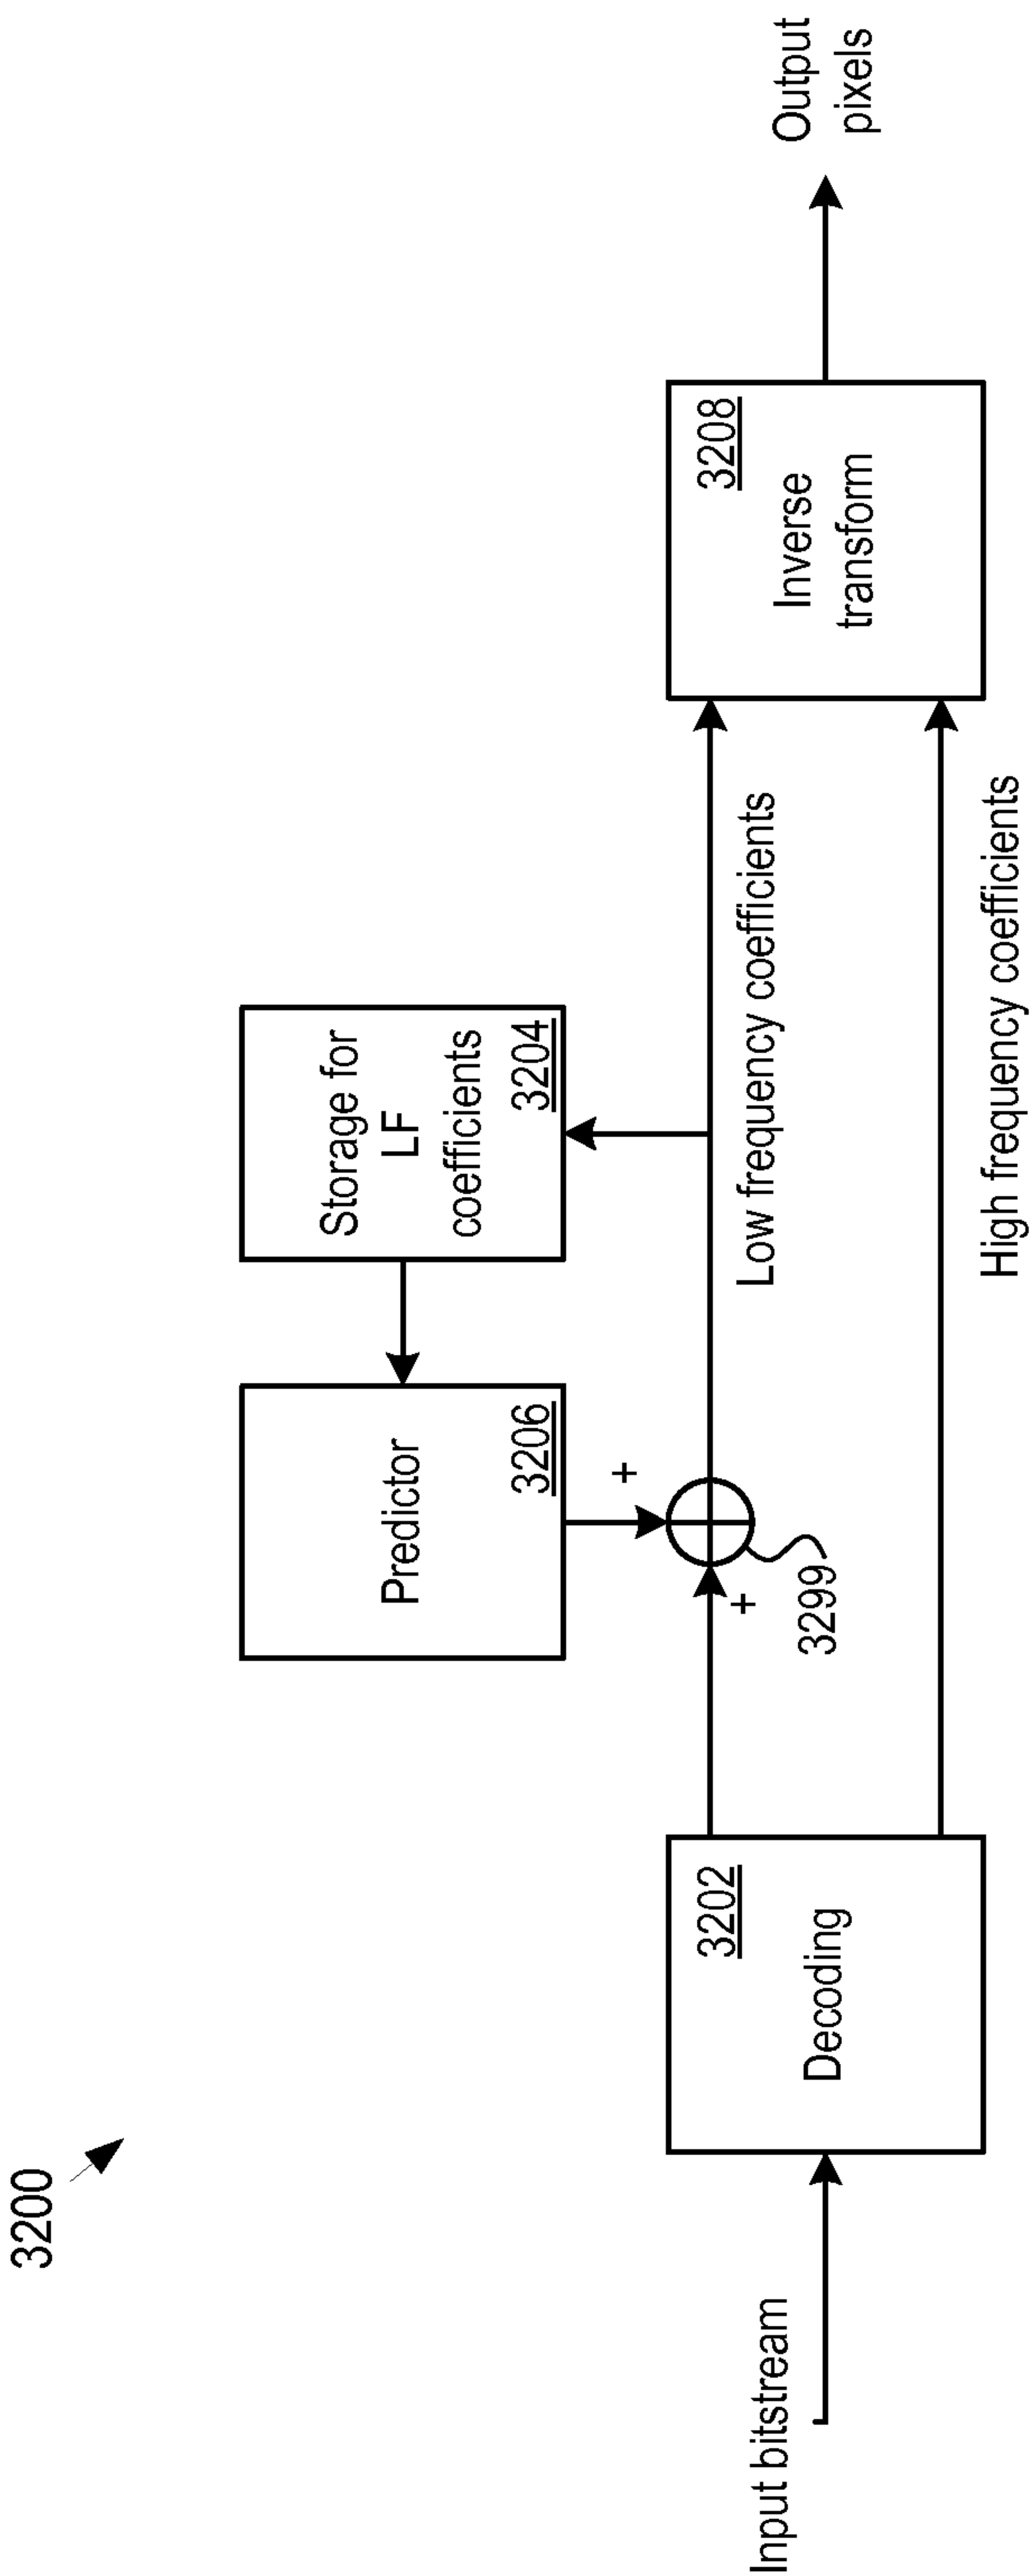 3200
Input bitstream
3202
Decoding
Predictor
3206
+
+
3299
Storage for
LF
coefficients
3204
Low frequency coefficients
High frequency coefficients
3208
Inverse
transform
Output
pixels